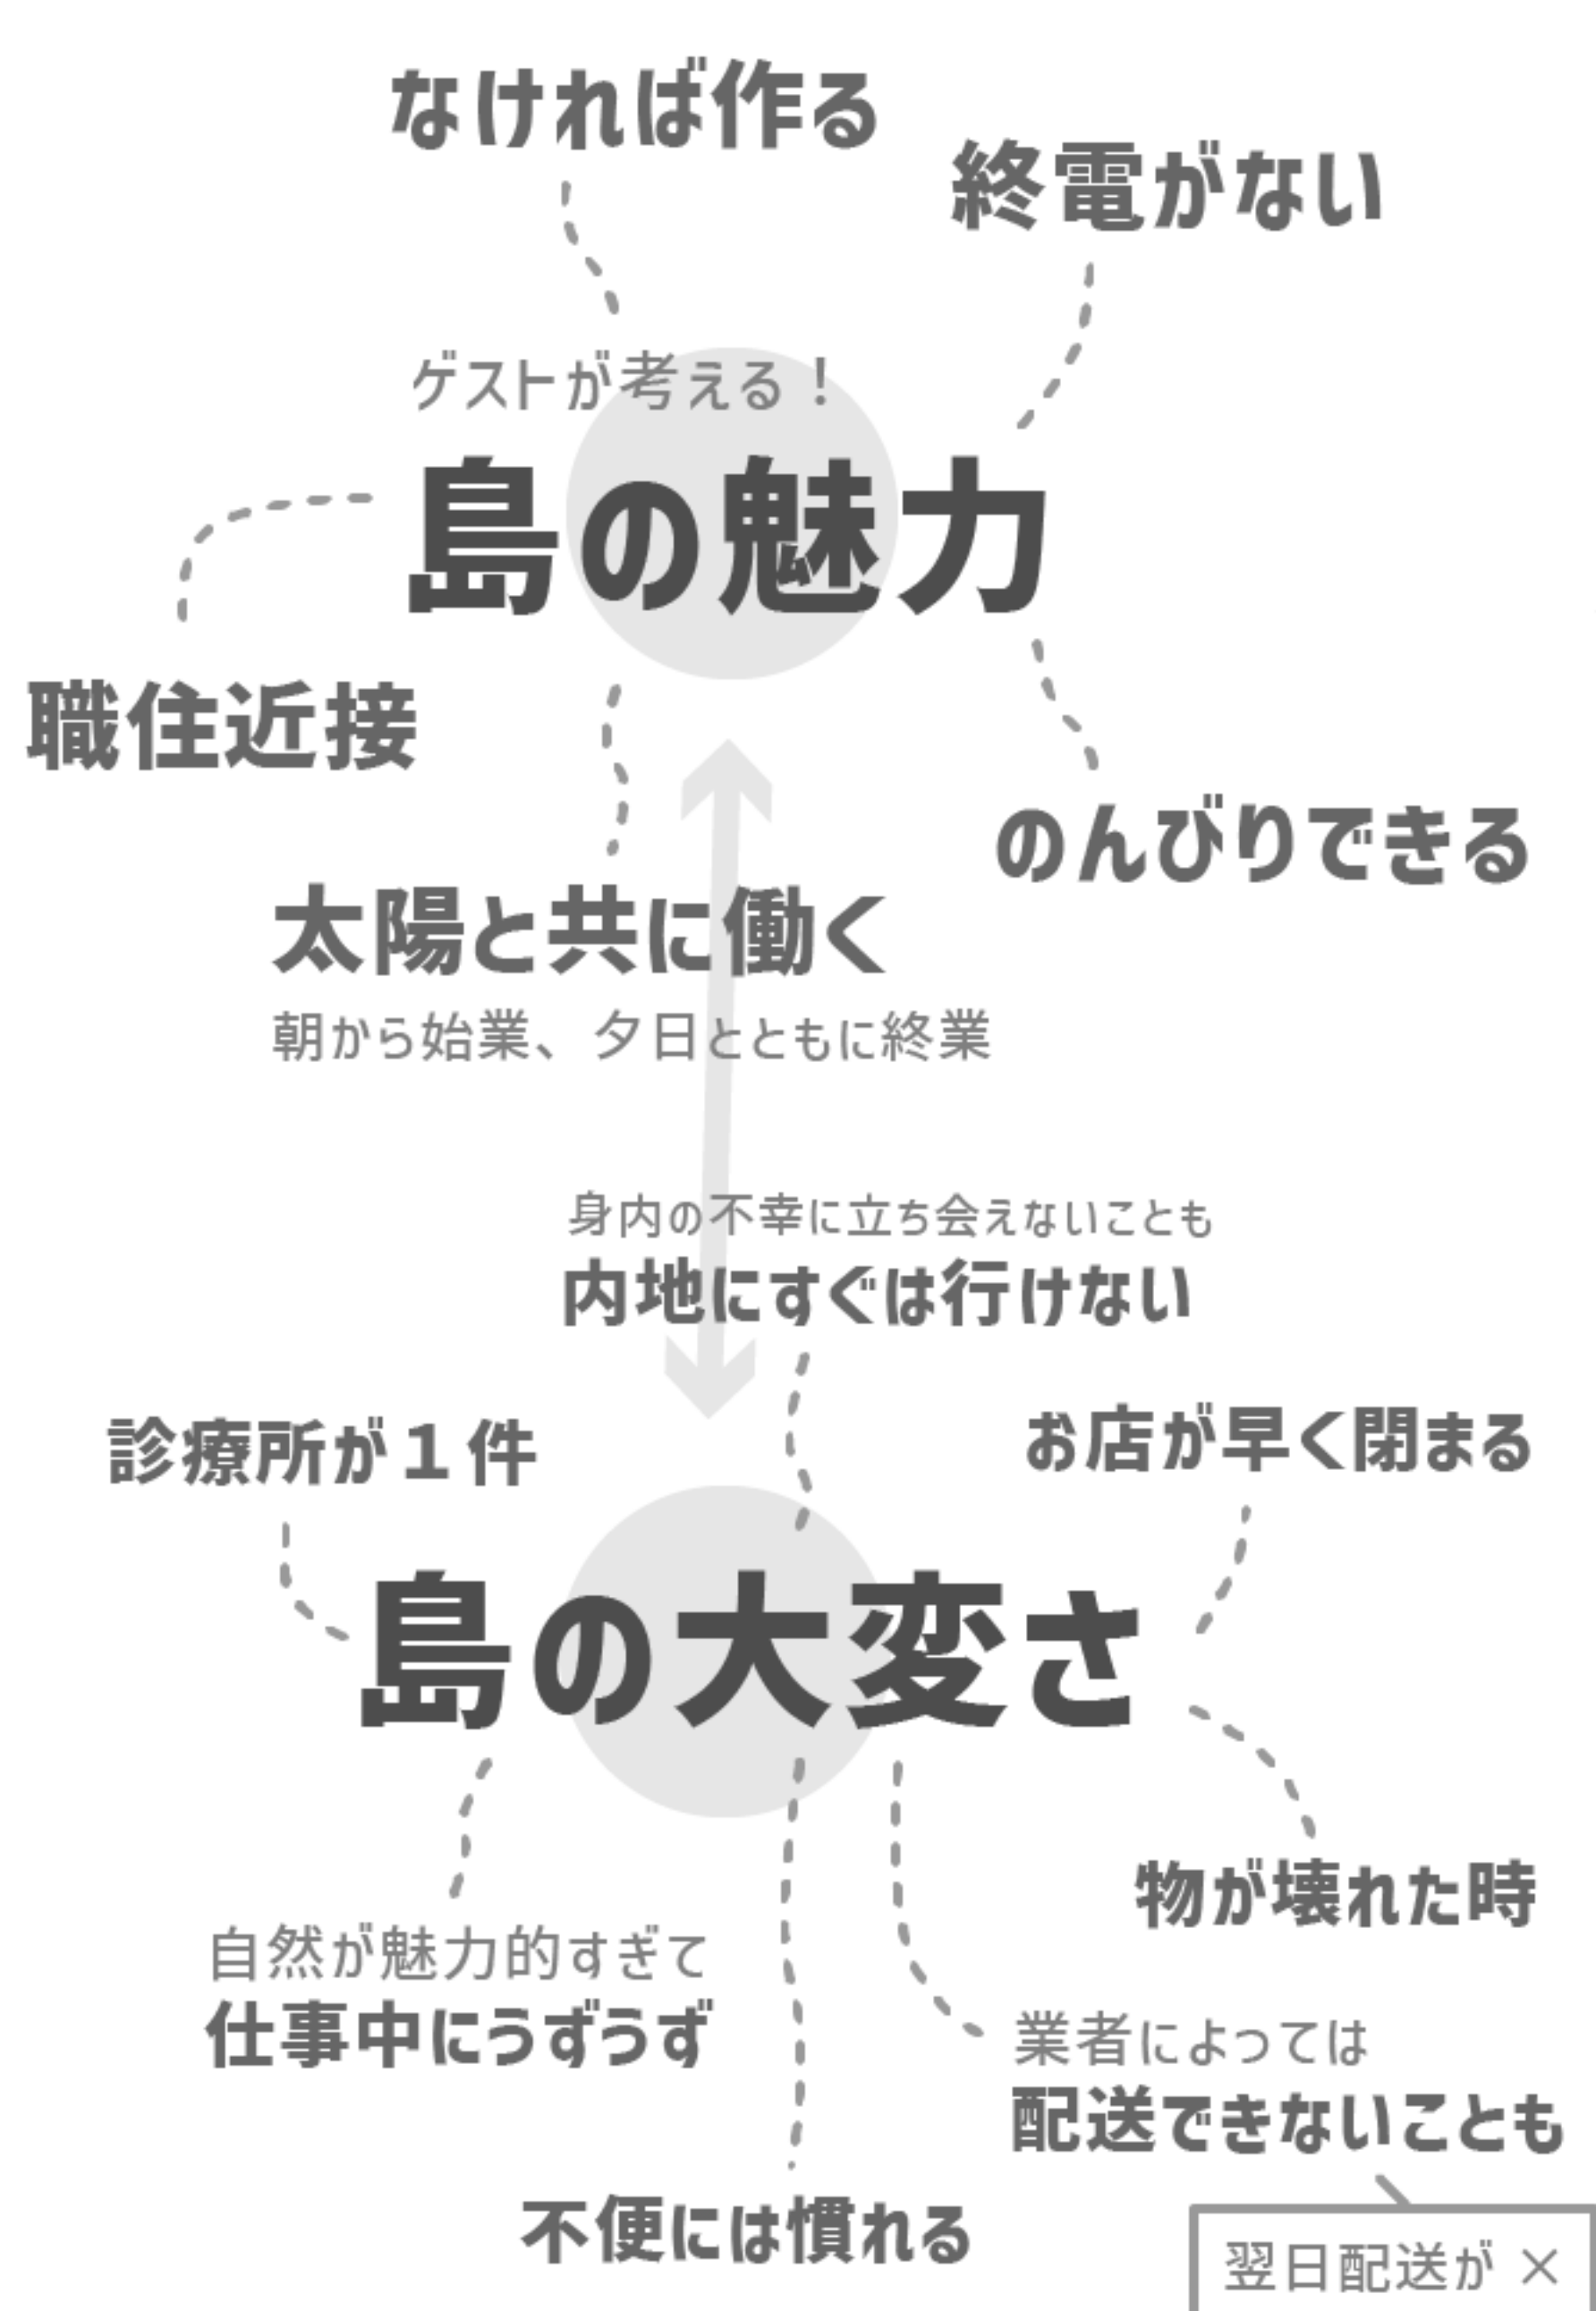 なければ作る
終電がない
ゲストが考える！
島の魅力
職住近接
のんびりできる
太陽と共に働く
朝から始業、夕日とともに終業
身内の不幸に立ち会えないことも
内地にすぐは行けない
診療所が１件
お店が早く閉まる
島の大変さ
物が壊れた時
自然が魅力的すぎて
仕事中にうずうず
業者によっては
配送できないことも
不便には慣れる
翌日配送が ×